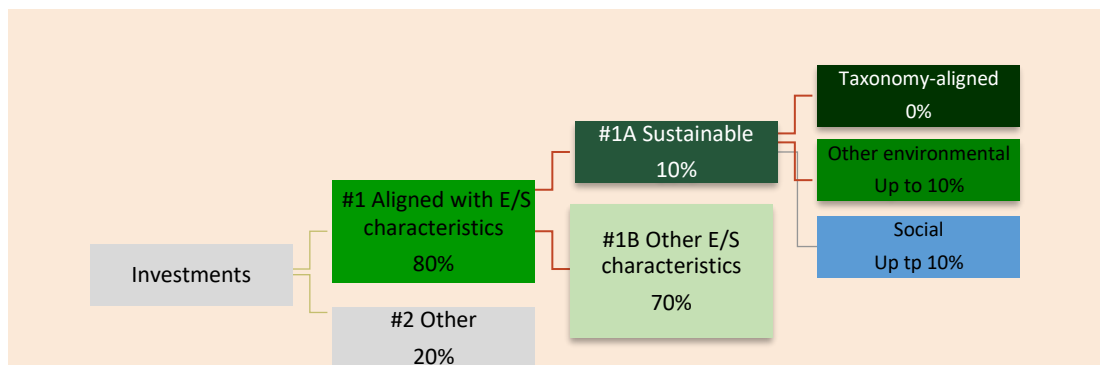 Investments
#1 Aligned with E/S
characteristics
80%
#2 Other
20%
#1A Sustainable
10%
#1B Other E/S
characteristics
70%
Taxonomy-aligned
0%
Other environmental
Up to 10%
Social
Up tp 10%